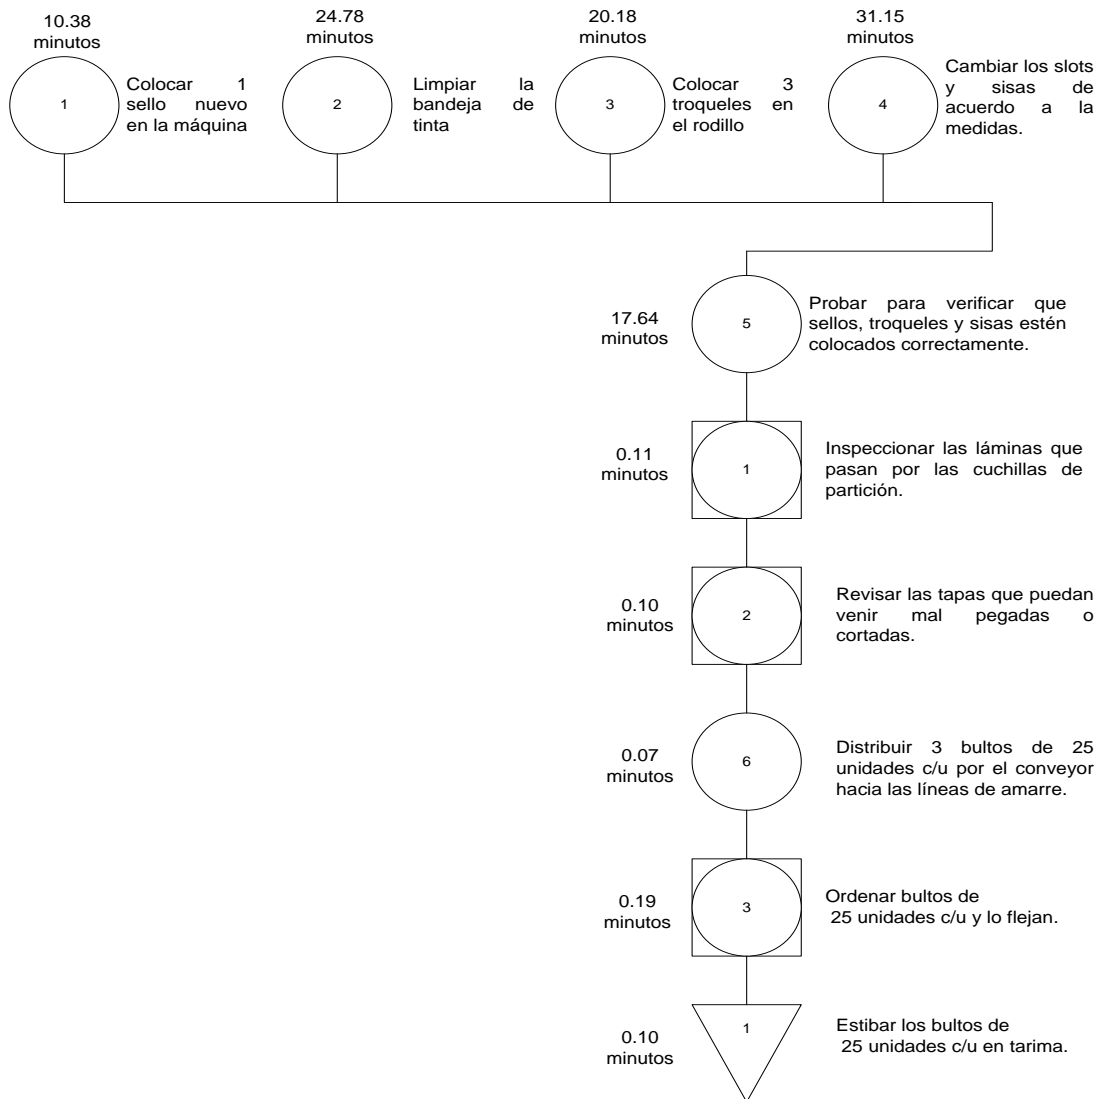 10.38
minutos
1
Colocar 1
sello nuevo
en la máquina
24.78
minutos
2
Limpiar la
bandeja de
tinta
20.18
minutos
3
Colocar 3
troqueles en
el rodillo
31.15
minutos
4
Cambiar los slots
y sisas de
acuerdo a la
medidas.
17.64
minutos
5
Probar para verificar que
sellos, troqueles y sisas estén
colocados correctamente.
0.11
minutos
1
Inspeccionar las láminas que
pasan por las cuchillas de
partición.
0.10
minutos
2
Revisar las tapas que puedan
venir mal pegadas o
cortadas.
0.07
minutos
6
Distribuir 3 bultos de 25
unidades c/u por el conveyor
hacia las líneas de amarre.
0.19
minutos
3
Ordenar bultos de
25 unidades c/u y lo flejan.
0.10
minutos
1
Estibar los bultos de
25 unidades c/u en tarima.